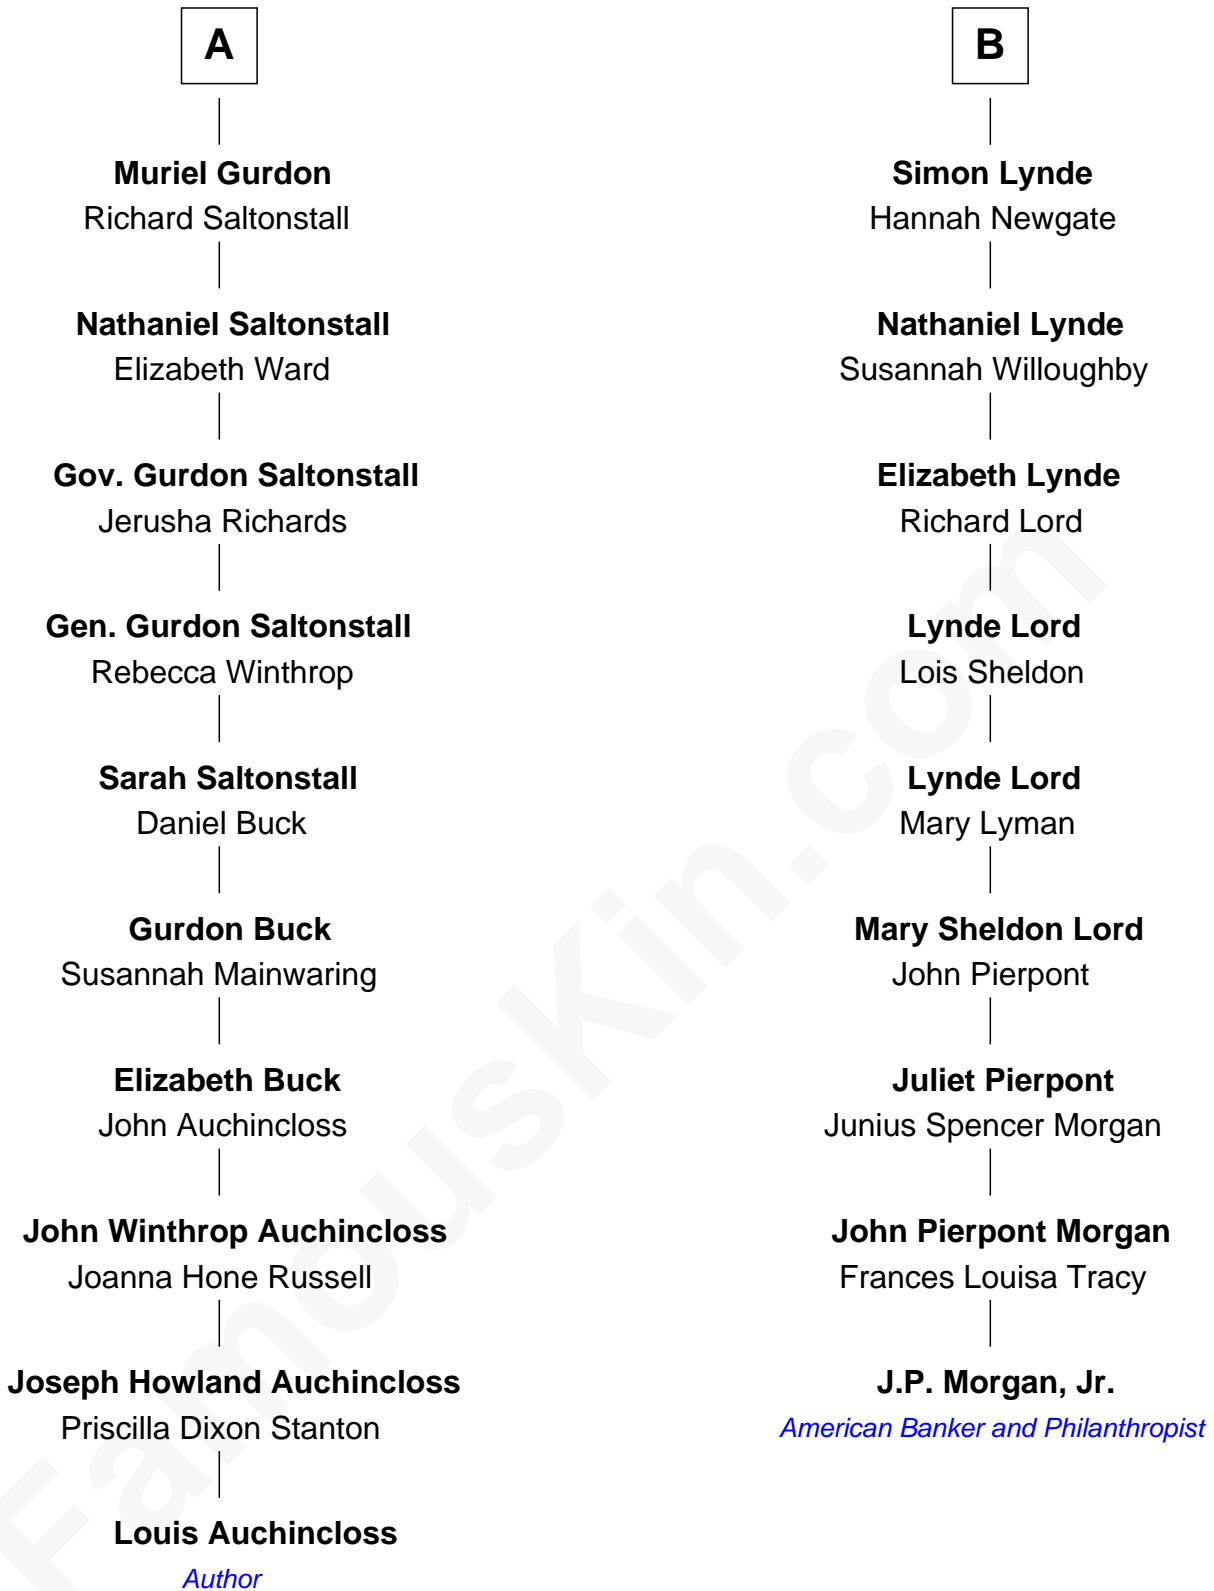 A
Muriel Gurdon
Richard Saltonstall
Nathaniel Saltonstall
Elizabeth Ward
Gov. Gurdon Saltonstall
Jerusha Richards
Gen. Gurdon Saltonstall
Rebecca Winthrop
Sarah Saltonstall
Daniel Buck
Gurdon Buck
Susannah Mainwaring
Elizabeth Buck
John Auchincloss
John Winthrop Auchincloss
Joanna Hone Russell
Joseph Howland Auchincloss
Priscilla Dixon Stanton
Louis Auchincloss
Author
B
Simon Lynde
Hannah Newgate
Nathaniel Lynde
Susannah Willoughby
Elizabeth Lynde
Richard Lord
Lynde Lord
Lois Sheldon
Lynde Lord
Mary Lyman
Mary Sheldon Lord
John Pierpont
Juliet Pierpont
Junius Spencer Morgan
John Pierpont Morgan
Frances Louisa Tracy
J.P. Morgan, Jr.
American Banker and Philanthropist
FamousKin.com